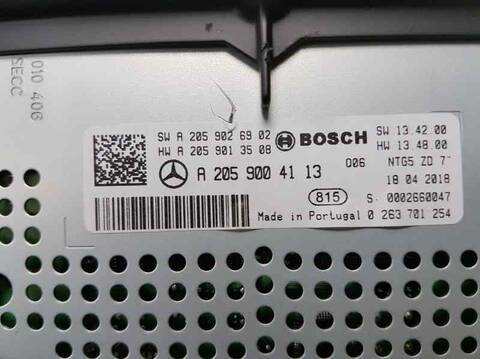 010 406
SECC
SW A 205 902 69 02
HW A 205 901 35 08
BOSCH
SW 13.42.00
HW 13.48.00
A 205 900 41 13
006
NTG5 ZD 7"
18.04.2018
815
S. 0002660047
Made in Portugal 0 263 701 254